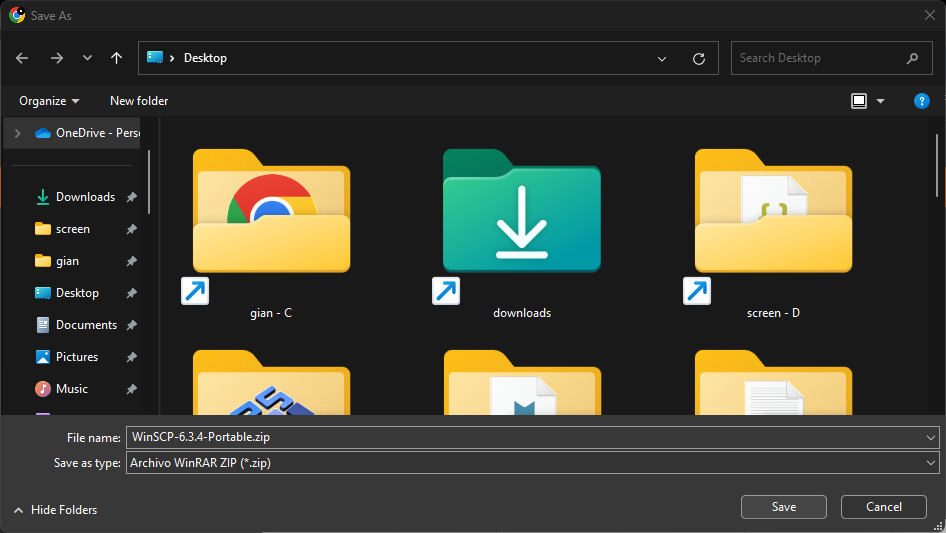 Save As
Desktop
Search Desktop
Organize
New folder
OneDrive - Perso
Downloads
screen
gian
Desktop
Documents
Pictures
Music
gian - C
downloads
screen - D
File name:
WinSCP-6.3.4-Portable.zip
Save as type:
Archivo WinRAR ZIP (*.zip)
Hide Folders
Save
Cancel